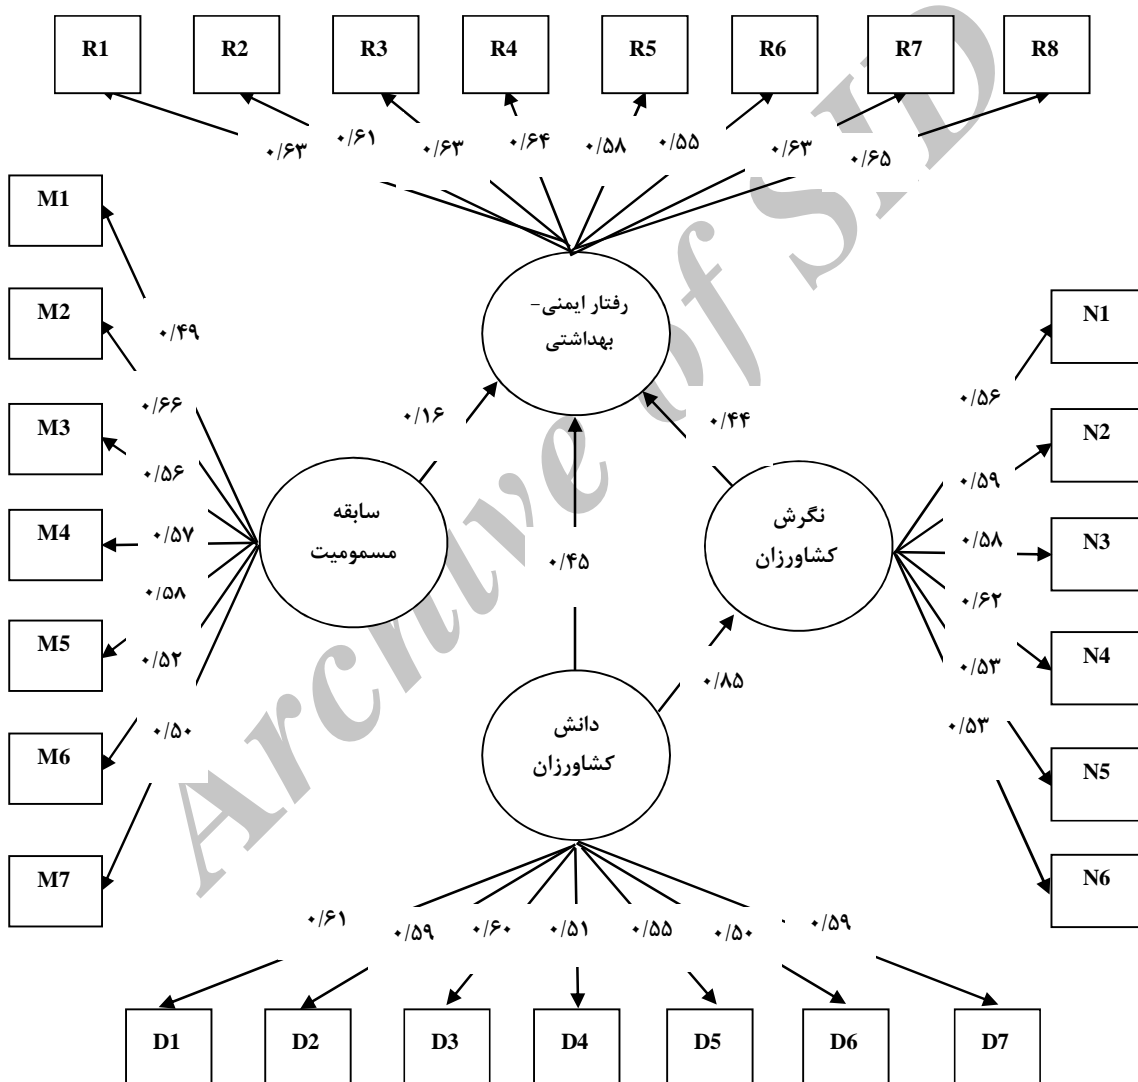 R1 R2 R3 R4 R5 R6 R7 R8
۰/۶۳ ۰/۶۱ ۰/۶۳ ۰/۶۴ ۰/۵۸ ۰/۵۵ ۰/۶۳ ۰/۶۵
M1
M2
M3
M4
M5
M6
M7
۰/۴۹
۰/۶۶
۰/۵۶
۰/۵۷
۰/۵۸
۰/۵۲
۰/۵۰
رفتار ایمنی-
بهداشتی
۰/۱۶
۰/۴۴
سابقه
مسمومیت
نگرش
کشاورزان
۰/۴۵
۰/۸۵
دانش
کشاورزان
N1
N2
N3
N4
N5
N6
۰/۵۶
۰/۵۹
۰/۵۸
۰/۶۲
۰/۵۳
۰/۵۳
۰/۶۱ ۰/۵۹ ۰/۶۰ ۰/۵۱ ۰/۵۵ ۰/۵۰ ۰/۵۹
D1 D2 D3 D4 D5 D6 D7
Archive of SID